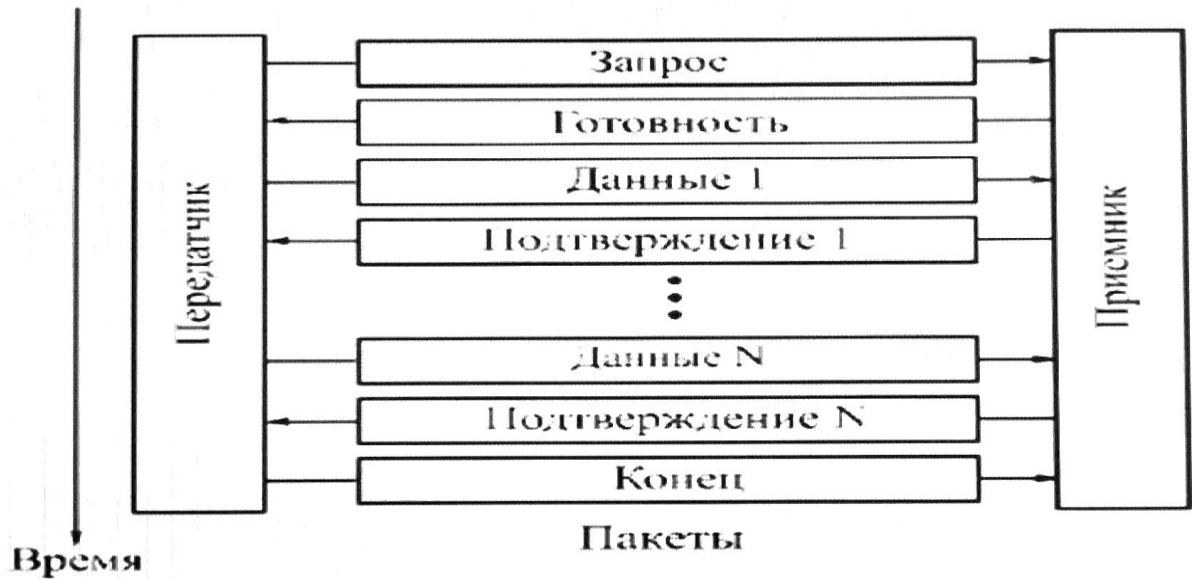 Запрос
Готовность
Данные 1
Подтверждение 1
Данные N
Подтверждение N
Конец
Передатчик
Приемник
Пакеты
Время